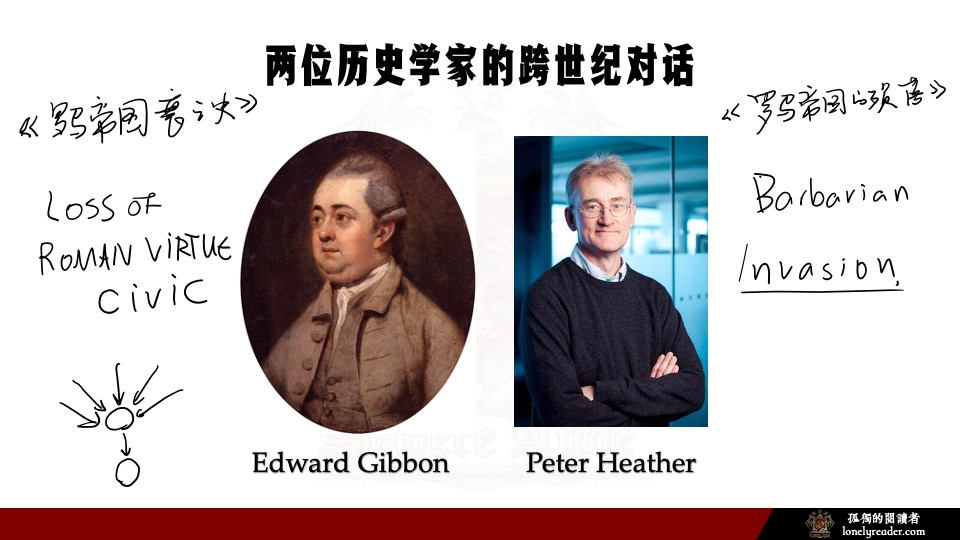 两位历史学家的跨世纪对话
《罗马帝国衰亡史》
LOSS OF
ROMAN VIRTUE
CIVIC
Edward Gibbon
《罗马帝国的陨落》
Barbarian
Invasion.
Peter Heather
孤獨的閱讀者
lonelyreader.com